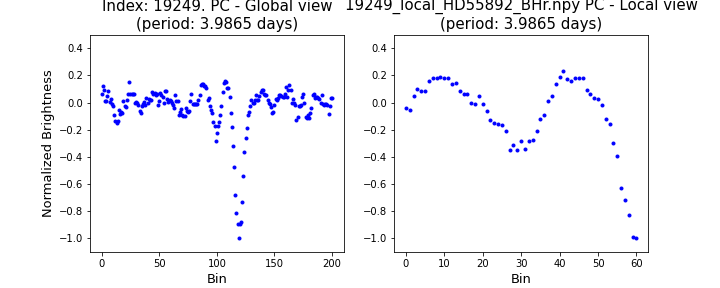 Index: 19249. PC - Global view
(period: 3.9865 days)
19249_local_HD55892_BHr.npy PC - Local view
(period: 3.9865 days)
Normalized Brightness
0.4
0.2
0.0
−0.2
−0.4
−0.6
−0.8
−1.0
0 50 100 150 200
Bin
0.4
0.2
0.0
−0.2
−0.4
−0.6
−0.8
−1.0
0 10 20 30 40 50 60
Bin